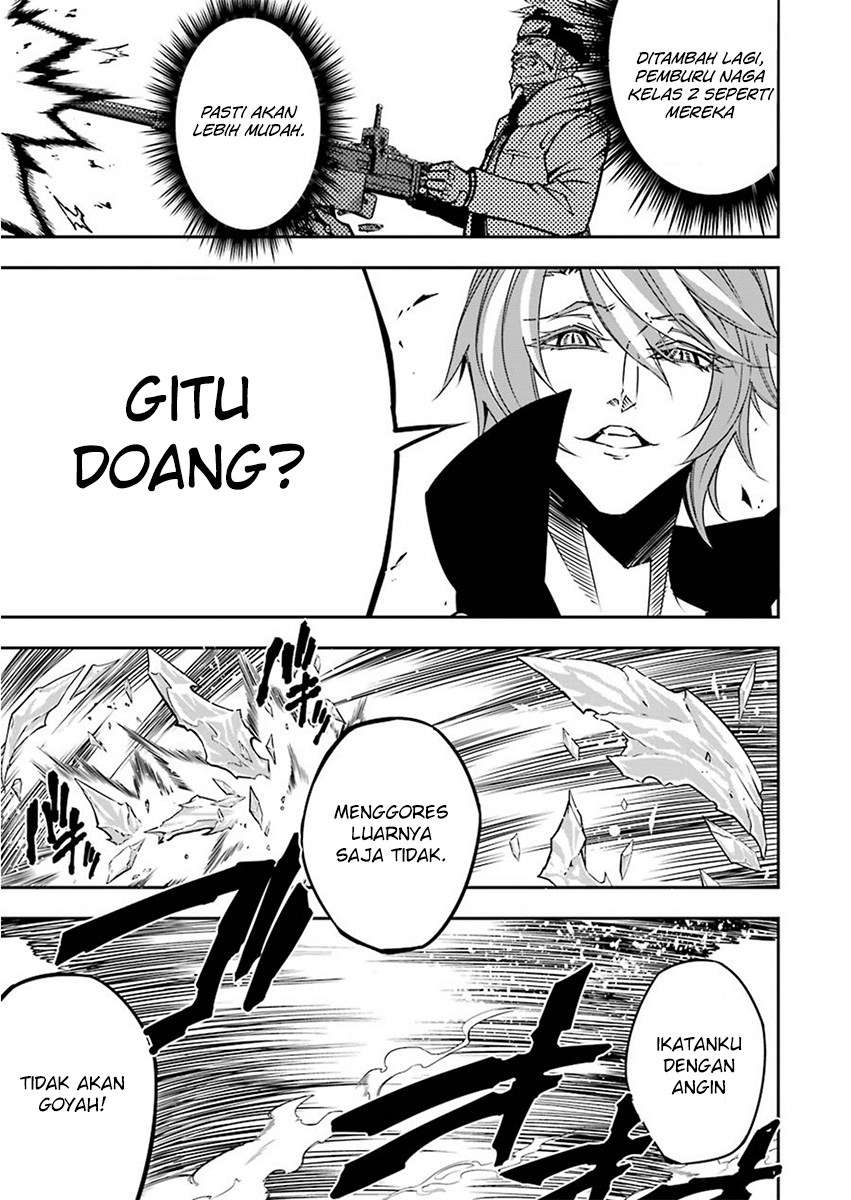 DITAMBAH LAGI,
PEMBURU NAGA
KELAS 2 SEPERTI
MEREKA
PASTI AKAN
LEBIH MUDAH.
GITU
DOANG?
MENGGORES
LUARNYA
SAJA TIDAK.
IKATANKU
DENGAN
ANGIN
TIDAK AKAN
GOYAH!